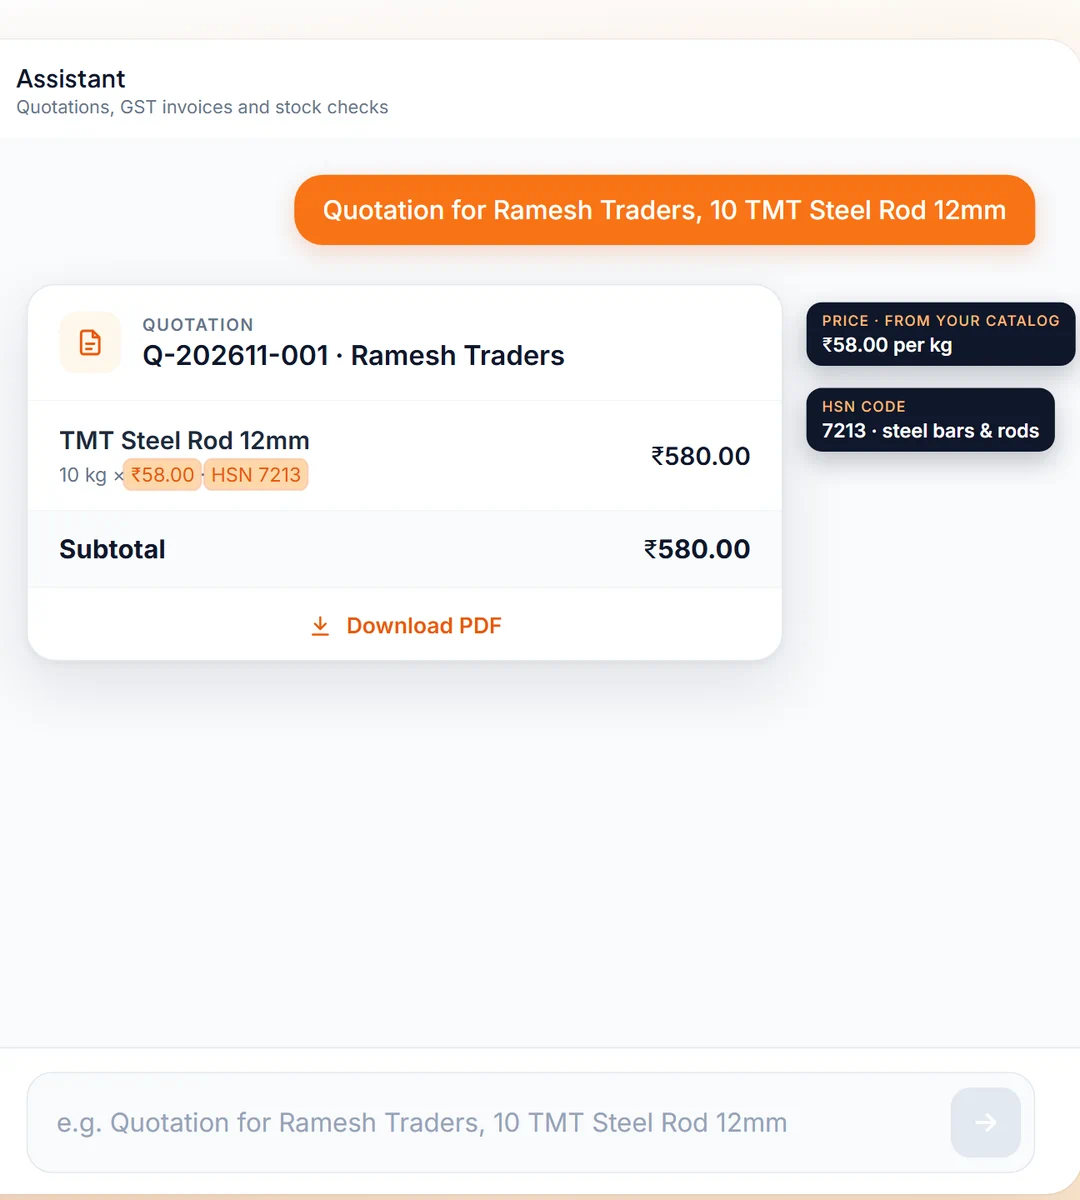 Assistant
Quotations, GST invoices and stock checks
Quotation for Ramesh Traders, 10 TMT Steel Rod 12mm
QUOTATION
Q-202611-001 · Ramesh Traders
TMT Steel Rod 12mm
10 kg × ₹58.00 · HSN 7213
₹580.00
Subtotal
₹580.00
Download PDF
PRICE · FROM YOUR CATALOG
₹58.00 per kg
HSN CODE
7213 · steel bars & rods
e.g. Quotation for Ramesh Traders, 10 TMT Steel Rod 12mm